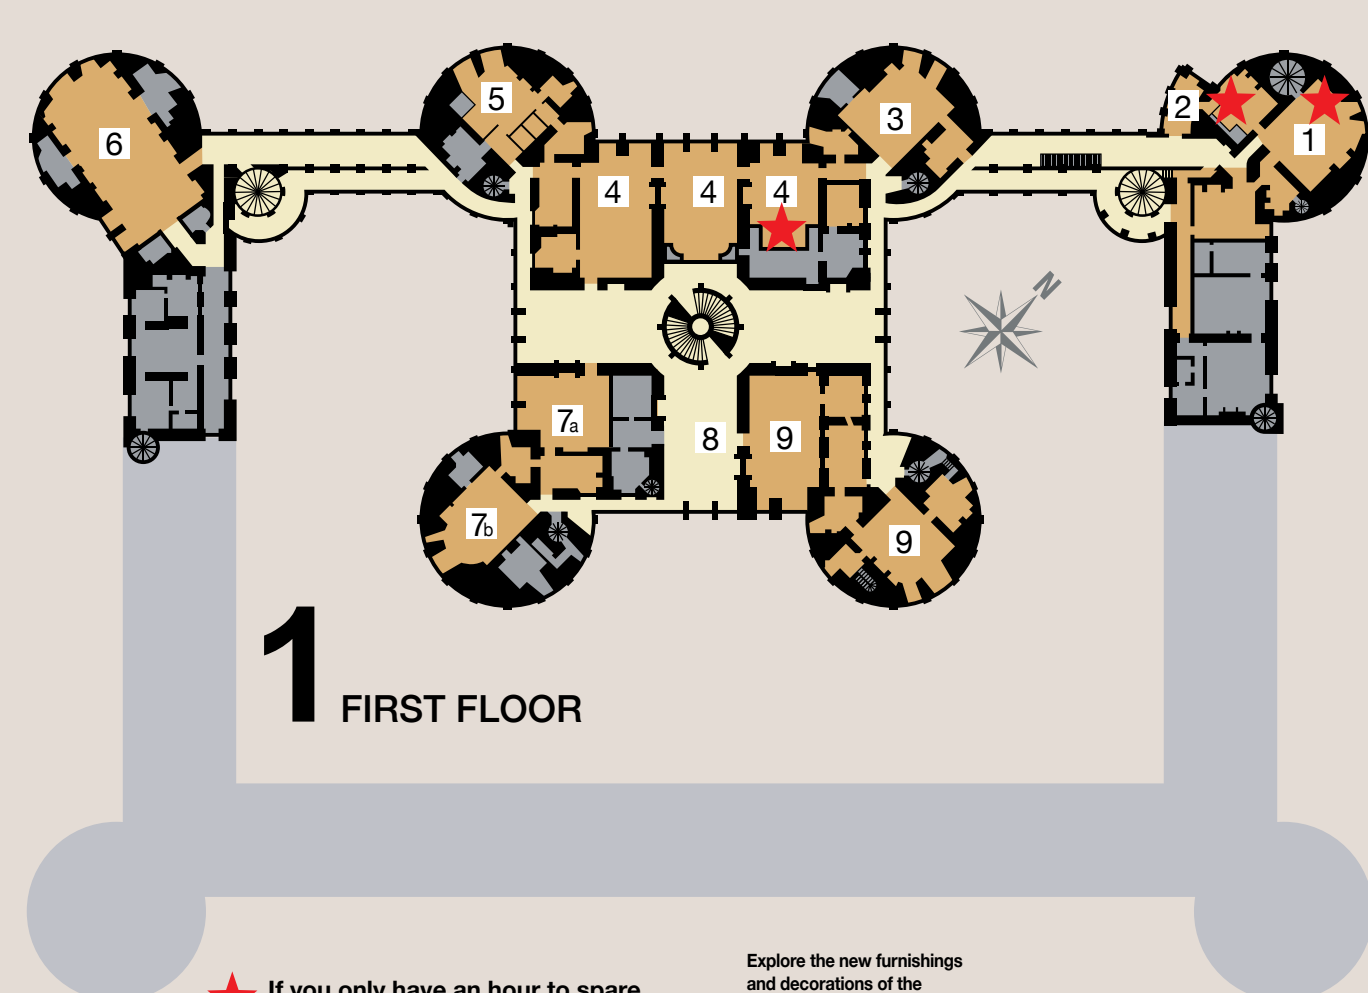 6
5
3
2
1
4
4
4
N
7a
8
9
7b
9
1 FIRST FLOOR
If you only have an hour to spare
Explore the new furnishings
and decorations of the